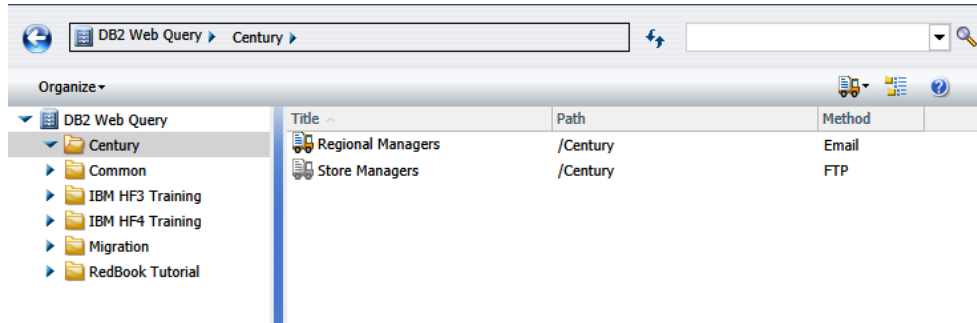 DB2 Web Query Century
Organize
DB2 Web Query
Century
Common
IBM HF3 Training
IBM HF4 Training
Migration
RedBook Tutorial
Title Path Method
Regional Managers /Century Email
Store Managers /Century FTP